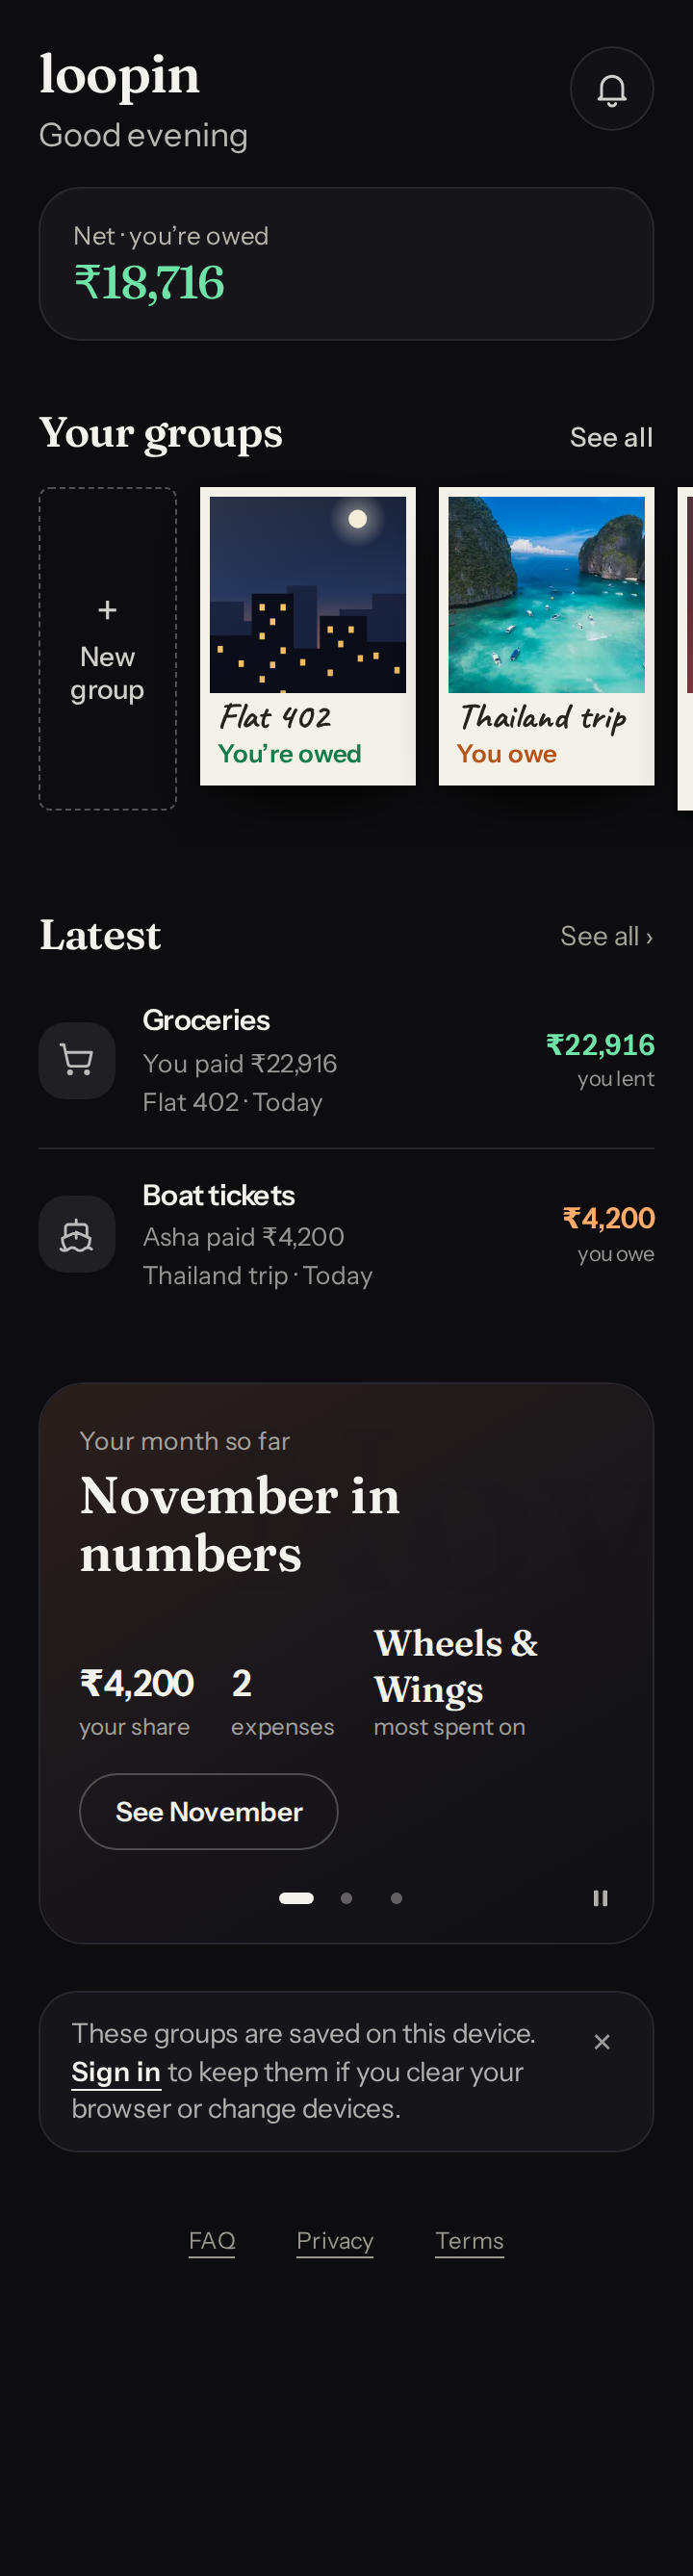 loopin
Good evening
Net · you’re owed
₹18,716
Your groups
See all
+
New
group
Flat 402
You’re owed
Thailand trip
You owe
Latest
See all ›
Groceries
You paid ₹22,916
Flat 402 · Today
₹22,916
you lent
Boat tickets
Asha paid ₹4,200
Thailand trip · Today
₹4,200
you owe
Your month so far
November in
numbers
₹4,200
your share
2
expenses
Wheels &
Wings
most spent on
See November
These groups are saved on this device.
Sign in to keep them if you clear your
browser or change devices.
FAQ
Privacy
Terms